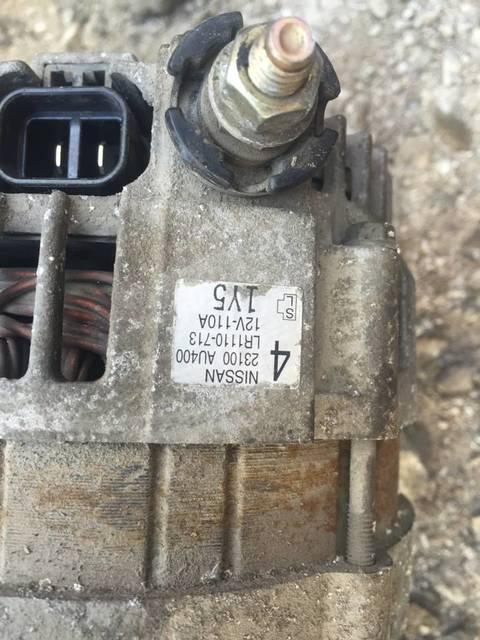 NISSAN
23100 AU400
LR1110-713
12V-110A
4
1Y5
S
L